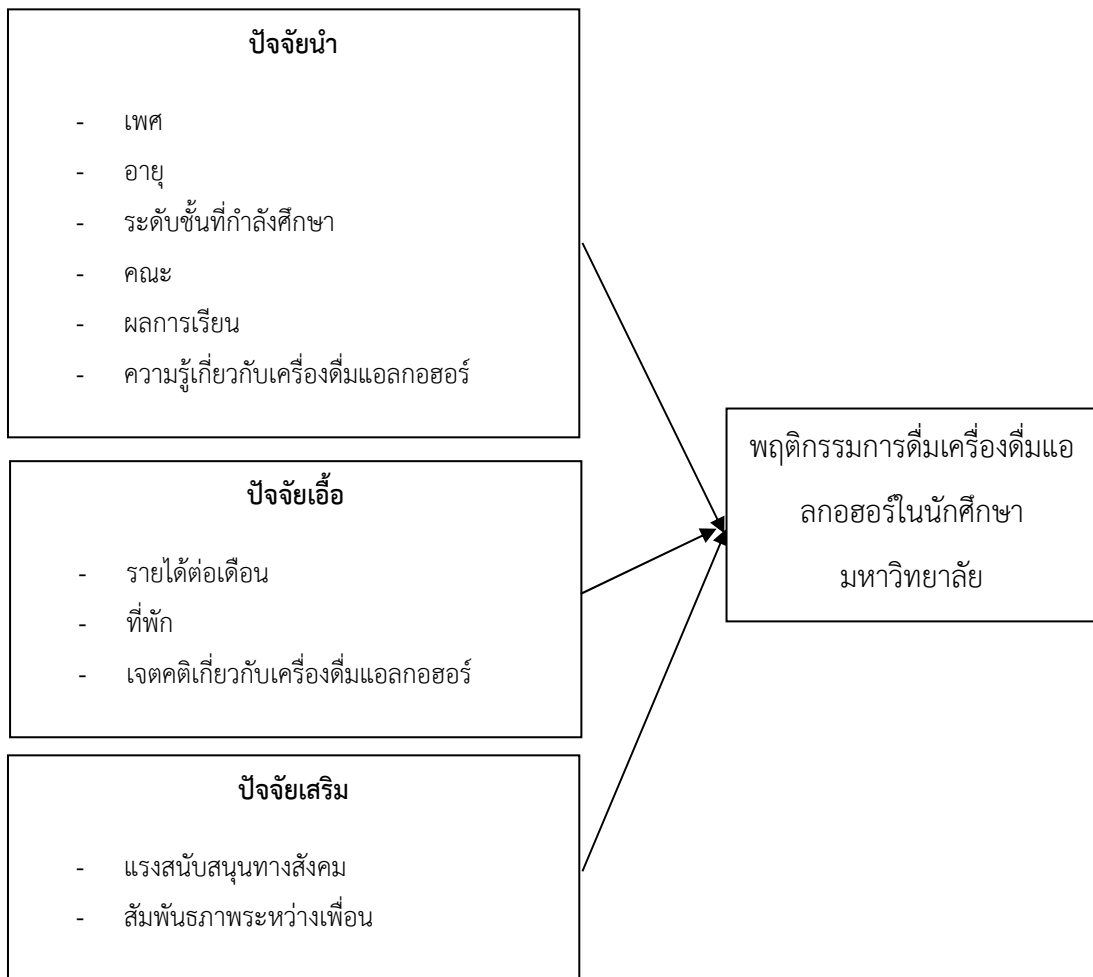 ปัจจัยนำ
- เพศ
- อายุ
- ระดับชั้นที่กำลังศึกษา
- คณะ
- ผลการเรียน
- ความรู้เกี่ยวกับเครื่องดื่มแอลกอฮอร์
ปัจจัยเอื้อ
- รายได้ต่อเดือน
- ที่พัก
- เจตคติเกี่ยวกับเครื่องดื่มแอลกอฮอร์
ปัจจัยเสริม
- แรงสนับสนุนทางสังคม
- สัมพันธภาพระหว่างเพื่อน
พฤติกรรมการดื่มเครื่องดื่มแอ
ลกอฮอร์ในนักศึกษา
มหาวิทยาลัย